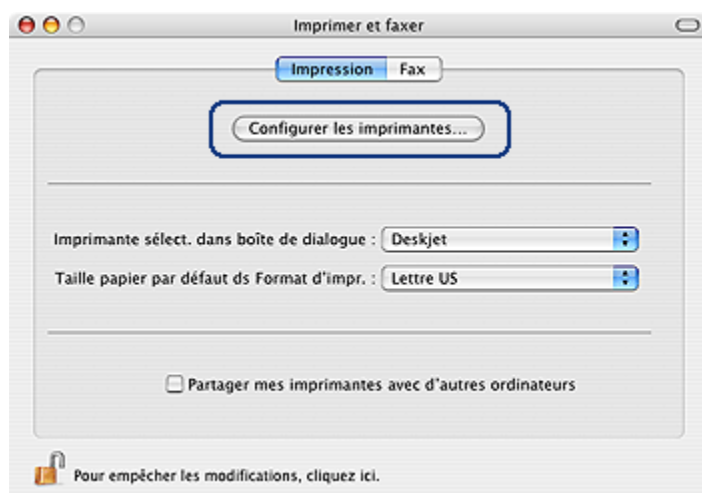 Imprimer et faxer
Impression Fax
Configurer les imprimantes...
Imprimante sélect. dans boîte de dialogue : Deskjet
Taille papier par défaut ds Format d'impr. : Lettre US
Partager mes imprimantes avec d'autres ordinateurs
Pour empêcher les modifications, cliquez ici.